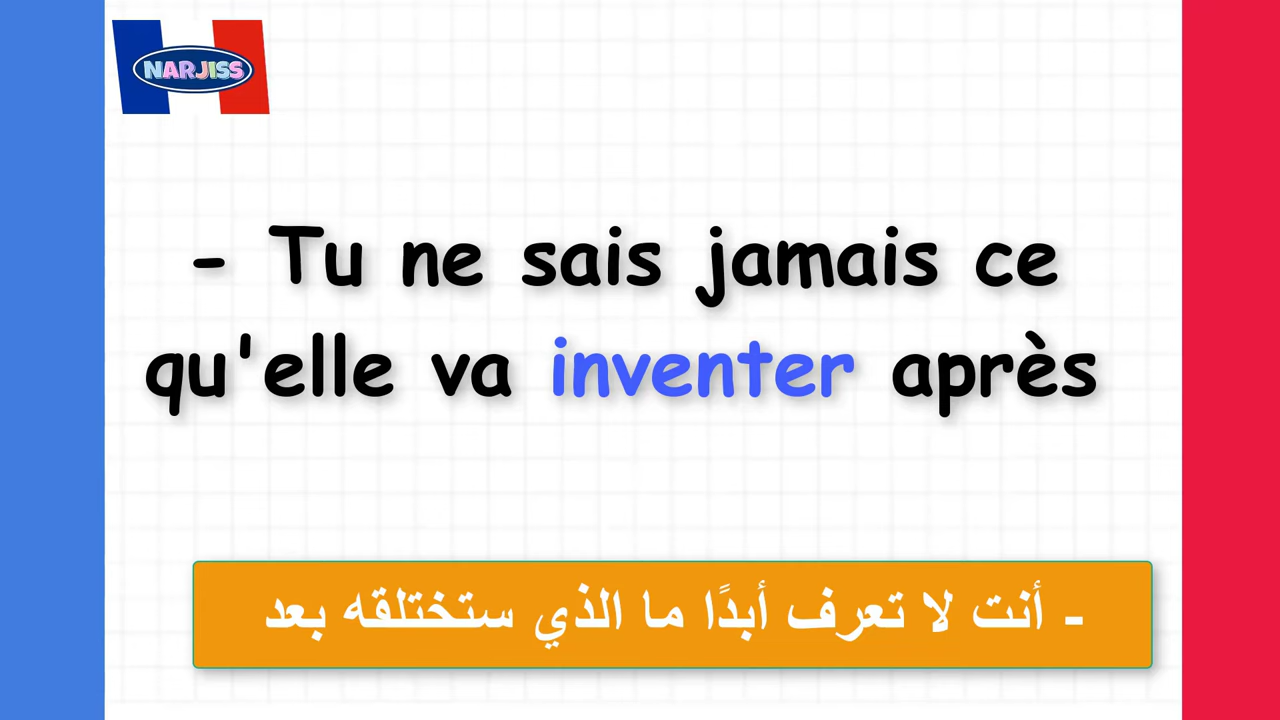 NARJISS
- Tu ne sais jamais ce
qu'elle va inventer après
- أنت لا تعرف أبدًا ما الذي ستختلقه بعد